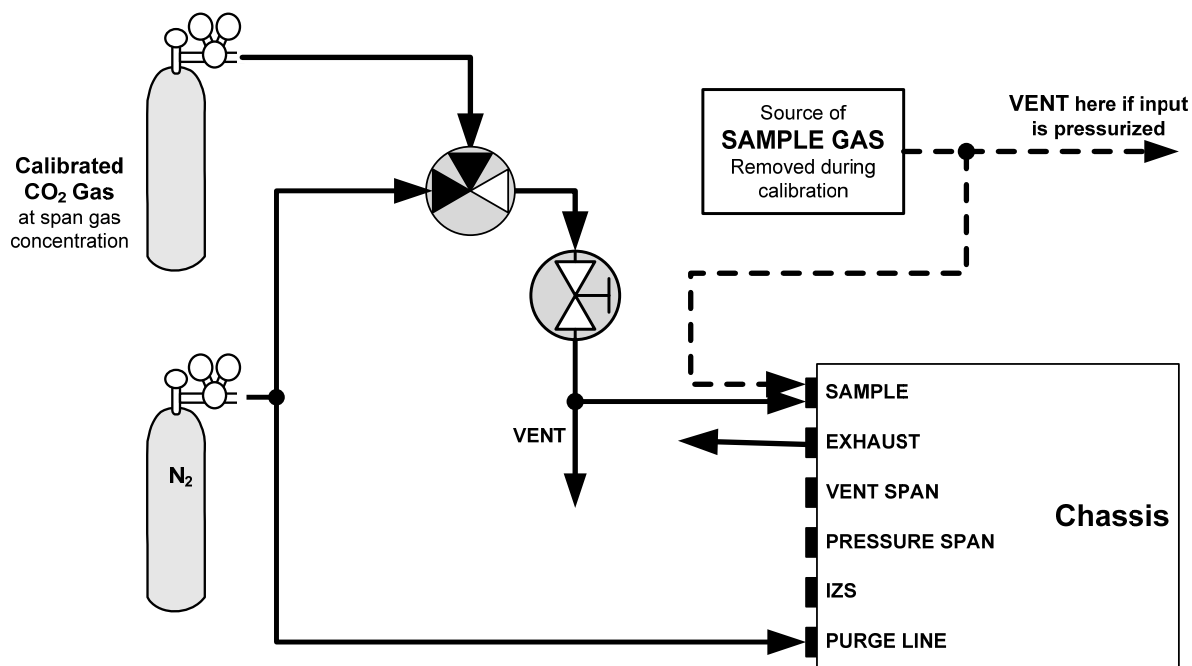 Calibrated
CO₂ Gas
at span gas
concentration
Source of
SAMPLE GAS
Removed during
calibration
VENT here if input
is pressurized
N₂
VENT
SAMPLE
EXHAUST
VENT SPAN
PRESSURE SPAN
IZS
PURGE LINE
Chassis